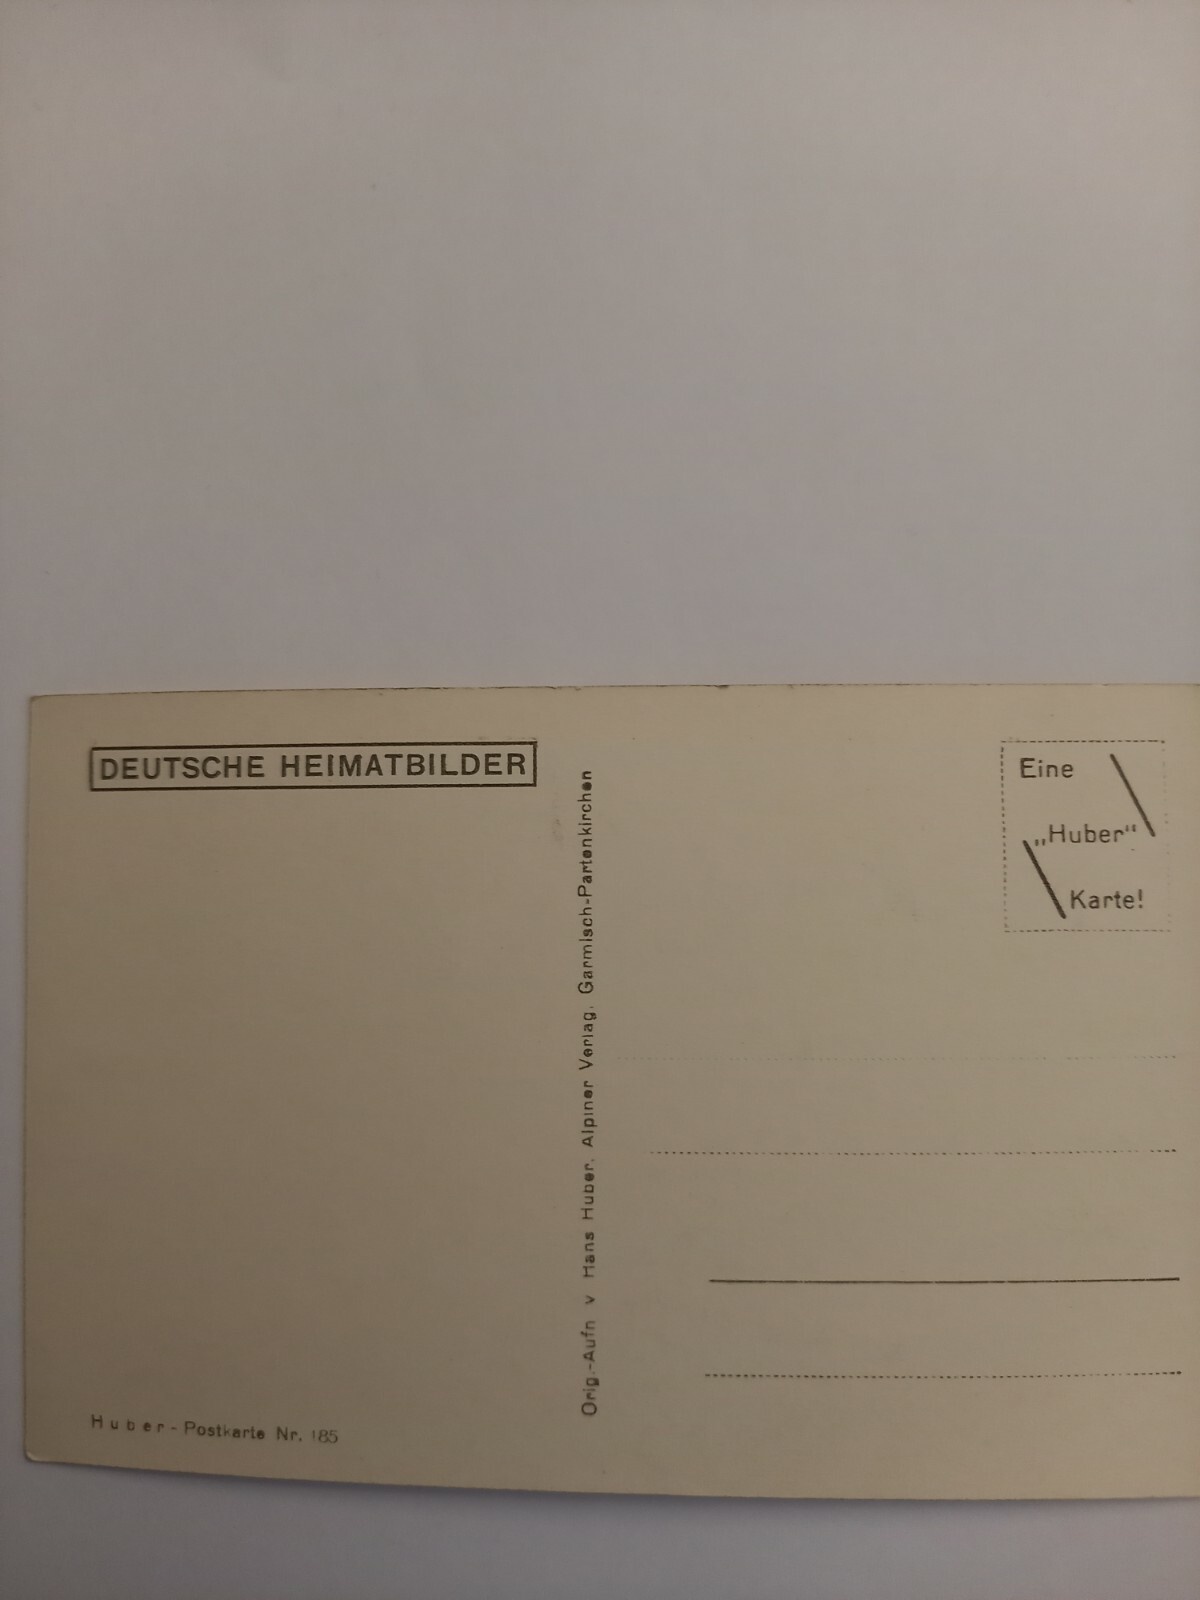 DEUTSCHE HEIMATBILDER
Huber-Postkarte Nr. 185
Orig.-Aufn v Hans Huber, Alpiner Verlag, Garmisch-Partenkirchen
Eine
„Huber“
Karte!